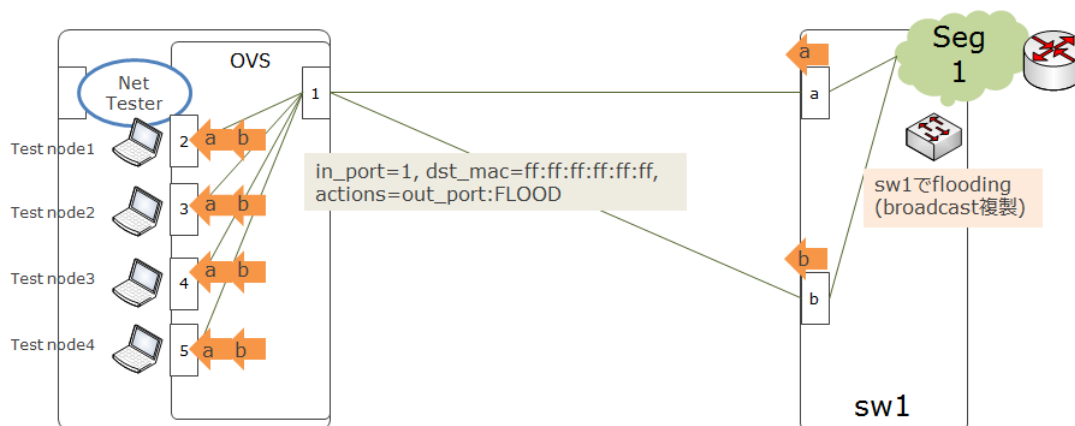 OVS
Net
Tester
1
Test node1
2
a b
Test node2
3
a b
Test node3
4
a b
Test node4
5
a b
in_port=1, dst_mac=ff:ff:ff:ff:ff:ff,
actions=out_port:FLOOD
a
a
b
b
Seg
1
sw1でflooding
(broadcast複製)
sw1